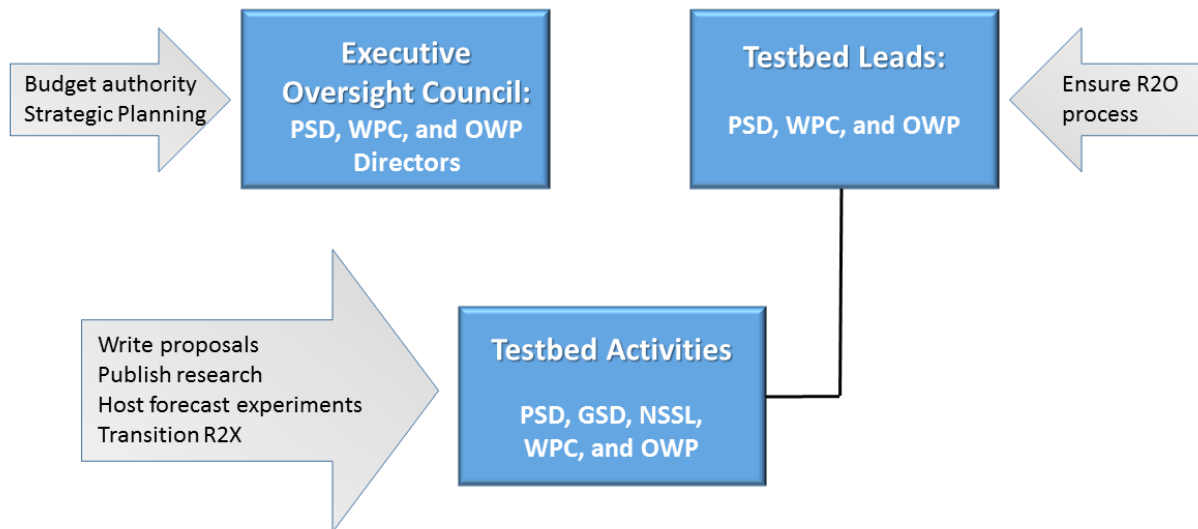 Budget authority
Strategic Planning
Executive
Oversight Council:
PSD, WPC, and OWP
Directors
Testbed Leads:
PSD, WPC, and OWP
Ensure R2O
process
Write proposals
Publish research
Host forecast experiments
Transition R2X
Testbed Activities
PSD, GSD, NSSL,
WPC, and OWP